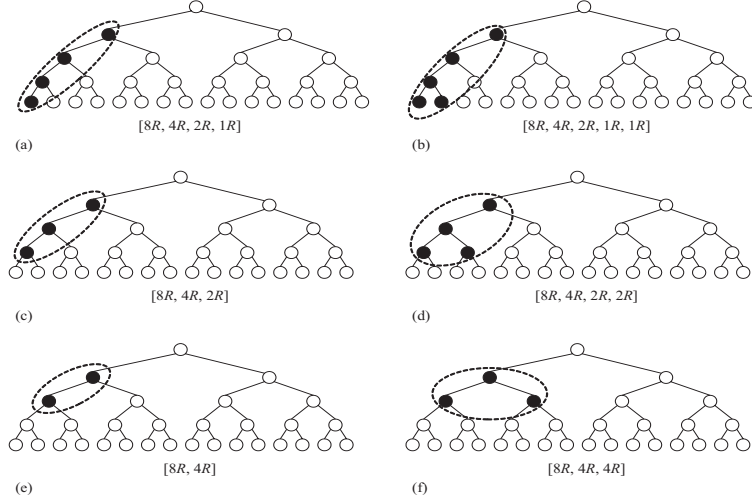 [8R, 4R, 2R, 1R]
(a)
[8R, 4R, 2R, 1R, 1R]
(b)
[8R, 4R, 2R]
(c)
[8R, 4R, 2R, 2R]
(d)
[8R, 4R]
(e)
[8R, 4R, 4R]
(f)